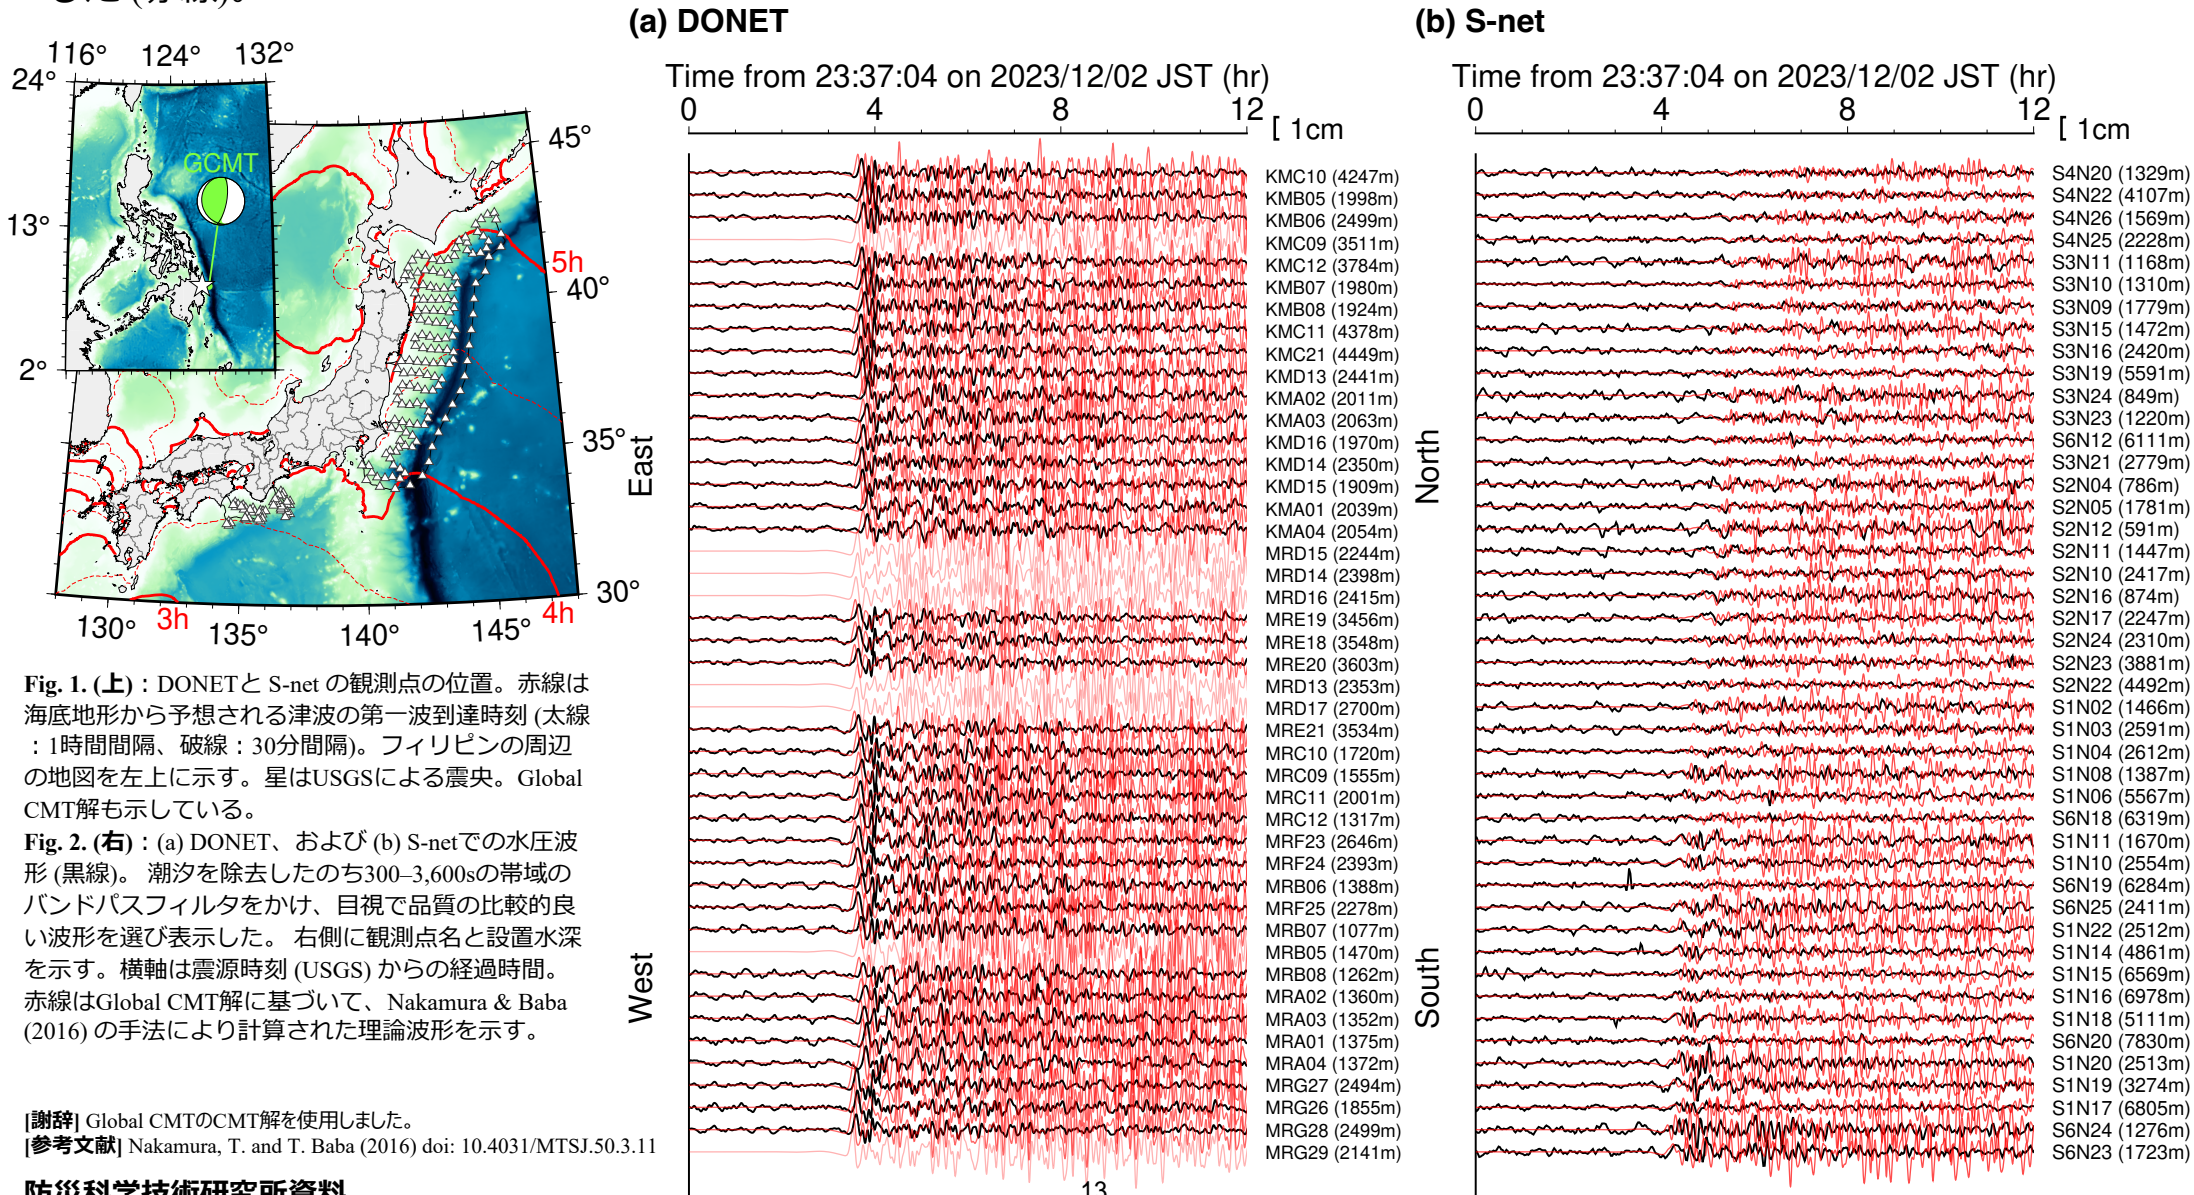 した (赤線)。
116° 124° 132°
24°
13°
2°
GCMT
45°
40°
35°
30°
5h
4h
3h
130° 135° 140° 145°
Fig. 1. (上)：DONETと S-net の観測点の位置。赤線は
海底地形から予想される津波の第一波到達時刻 (太線
：1時間間隔、破線：30分間隔)。フィリピンの周辺
の地図を左上に示す。星はUSGSによる震央。Global
CMT解も示している。
Fig. 2. (右)：(a) DONET、および (b) S-netでの水圧波
形 (黒線)。 潮汐を除去したのち300–3,600sの帯域の
バンドパスフィルタをかけ、目視で品質の比較的良
い波形を選び表示した。 右側に観測点名と設置水深
を示す。横軸は震源時刻 (USGS) からの経過時間。
赤線はGlobal CMT解に基づいて、Nakamura & Baba
(2016) の手法により計算された理論波形を示す。
[謝辞] Global CMTのCMT解を使用しました。
[参考文献] Nakamura, T. and T. Baba (2016) doi: 10.4031/MTSJ.50.3.11
防災科学技術研究所資料
(a) DONET
Time from 23:37:04 on 2023/12/02 JST (hr)
0 4 8 12
[ 1cm
East
West
KMC10 (4247m)
KMB05 (1998m)
KMB06 (2499m)
KMC09 (3511m)
KMC12 (3784m)
KMB07 (1980m)
KMB08 (1924m)
KMC11 (4378m)
KMC21 (4449m)
KMD13 (2441m)
KMA02 (2011m)
KMA03 (2063m)
KMD16 (1970m)
KMD14 (2350m)
KMD15 (1909m)
KMA01 (2039m)
KMA04 (2054m)
MRD15 (2244m)
MRD14 (2398m)
MRD16 (2415m)
MRE19 (3456m)
MRE18 (3548m)
MRE20 (3603m)
MRD13 (2353m)
MRD17 (2700m)
MRE21 (3534m)
MRC10 (1720m)
MRC09 (1555m)
MRC11 (2001m)
MRC12 (1317m)
MRF23 (2646m)
MRF24 (2393m)
MRB06 (1388m)
MRF25 (2278m)
MRB07 (1077m)
MRB05 (1470m)
MRB08 (1262m)
MRA02 (1360m)
MRA03 (1352m)
MRA01 (1375m)
MRA04 (1372m)
MRG27 (2494m)
MRG26 (1855m)
MRG28 (2499m)
MRG29 (2141m)
13
(b) S-net
Time from 23:37:04 on 2023/12/02 JST (hr)
0 4 8 12
[ 1cm
North
South
S4N20 (1329m)
S4N22 (4107m)
S4N26 (1569m)
S4N25 (2228m)
S3N11 (1168m)
S3N10 (1310m)
S3N09 (1779m)
S3N15 (1472m)
S3N16 (2420m)
S3N19 (5591m)
S3N24 (849m)
S3N23 (1220m)
S6N12 (6111m)
S3N21 (2779m)
S2N04 (786m)
S2N05 (1781m)
S2N12 (591m)
S2N11 (1447m)
S2N10 (2417m)
S2N16 (874m)
S2N17 (2247m)
S2N24 (2310m)
S2N23 (3881m)
S2N22 (4492m)
S1N02 (1466m)
S1N03 (2591m)
S1N04 (2612m)
S1N08 (1387m)
S1N06 (5567m)
S6N18 (6319m)
S1N11 (1670m)
S1N10 (2554m)
S6N19 (6284m)
S6N25 (2411m)
S1N22 (2512m)
S1N14 (4861m)
S1N15 (6569m)
S1N16 (6978m)
S1N18 (5111m)
S6N20 (7830m)
S1N20 (2513m)
S1N19 (3274m)
S1N17 (6805m)
S6N24 (1276m)
S6N23 (1723m)